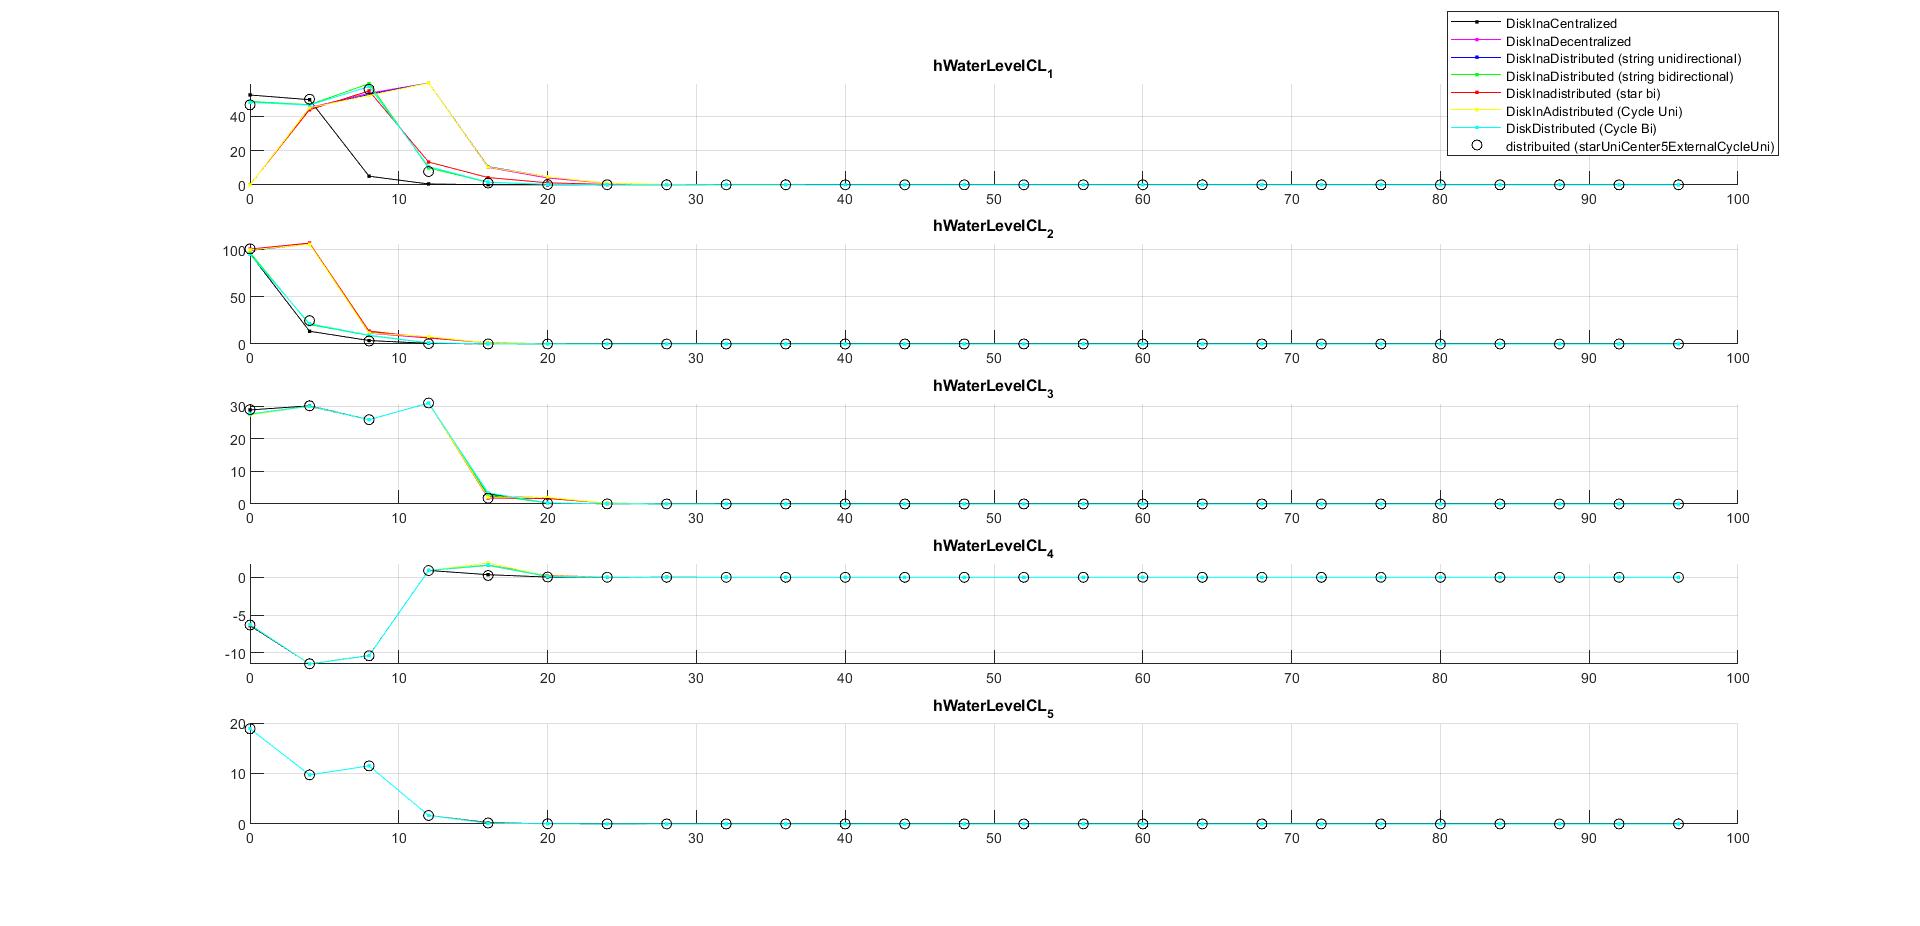 DiskInaCentralized
DiskInaDecentralized
DiskInaDistributed (string unidirectional)
DiskInaDistributed (string bidirectional)
DiskInadistributed (star bi)
DiskInAdistributed (Cycle Uni)
DiskDistributed (Cycle Bi)
distribuited (starUniCenter5ExternalCycleUni)
hWaterLevelCL1
40
20
0
0 10 20 30 40 50 60 70 80 90 100
hWaterLevelCL2
100
50
0
0 10 20 30 40 50 60 70 80 90 100
hWaterLevelCL3
30
20
10
0
0 10 20 30 40 50 60 70 80 90 100
hWaterLevelCL4
0
-5
-10
0 10 20 30 40 50 60 70 80 90 100
hWaterLevelCL5
20
10
0
0 10 20 30 40 50 60 70 80 90 100